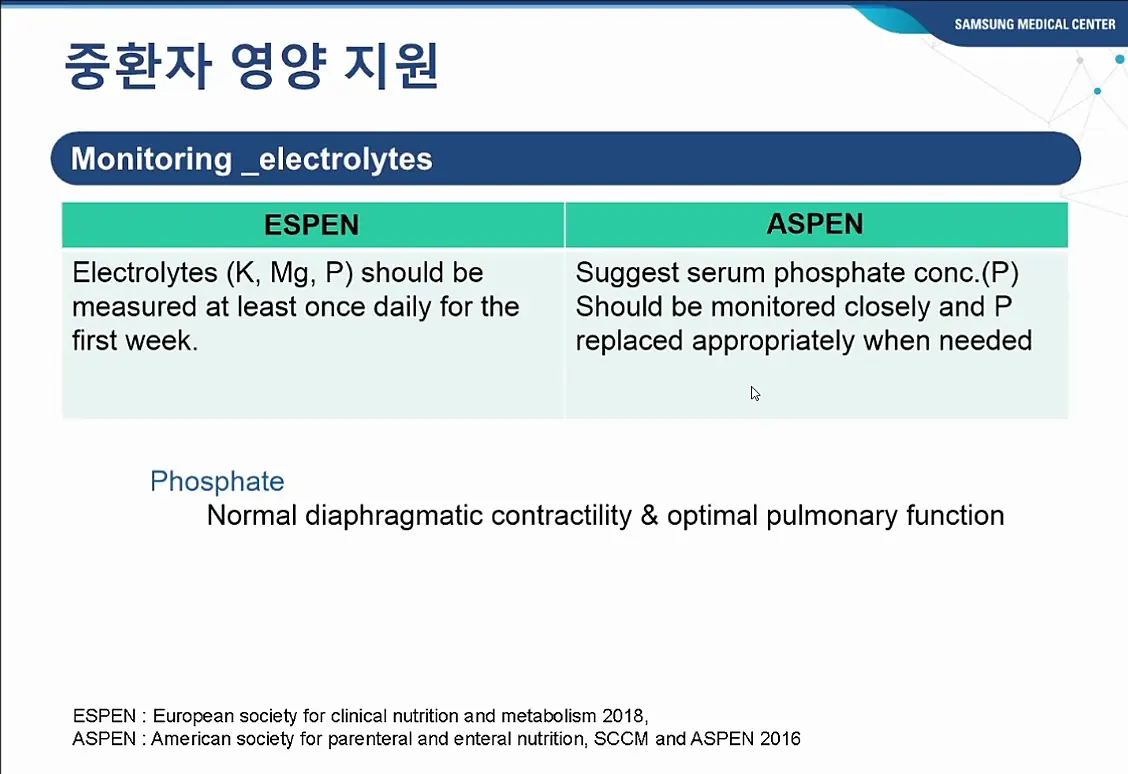 SAMSUNG MEDICAL CENTER
중환자 영양 지원
Monitoring _electrolytes
ESPEN
ASPEN
Electrolytes (K, Mg, P) should be
measured at least once daily for the
first week.
Suggest serum phosphate conc.(P)
Should be monitored closely and P
replaced appropriately when needed
Phosphate
Normal diaphragmatic contractility & optimal pulmonary function
ESPEN : European society for clinical nutrition and metabolism 2018,
ASPEN : American society for parenteral and enteral nutrition, SCCM and ASPEN 2016